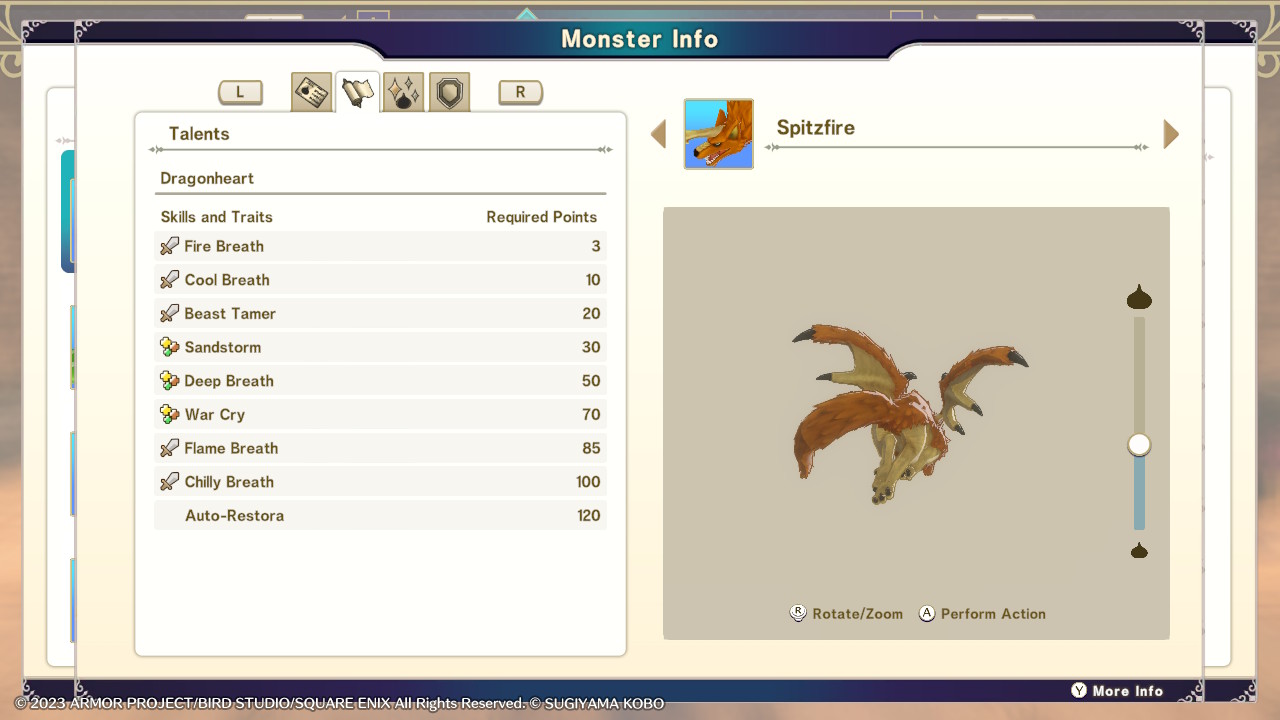 Monster Info
L
R
Talents
Dragonheart
Skills and Traits Required Points
Fire Breath 3
Cool Breath 10
Beast Tamer 20
Sandstorm 30
Deep Breath 50
War Cry 70
Flame Breath 85
Chilly Breath 100
Auto-Restora 120
Spitzfire
R Rotate/Zoom A Perform Action
Y More Info
© 2023 ARMOR PROJECT/BIRD STUDIO/SQUARE ENIX All Rights Reserved. © SUGIYAMA KOBO